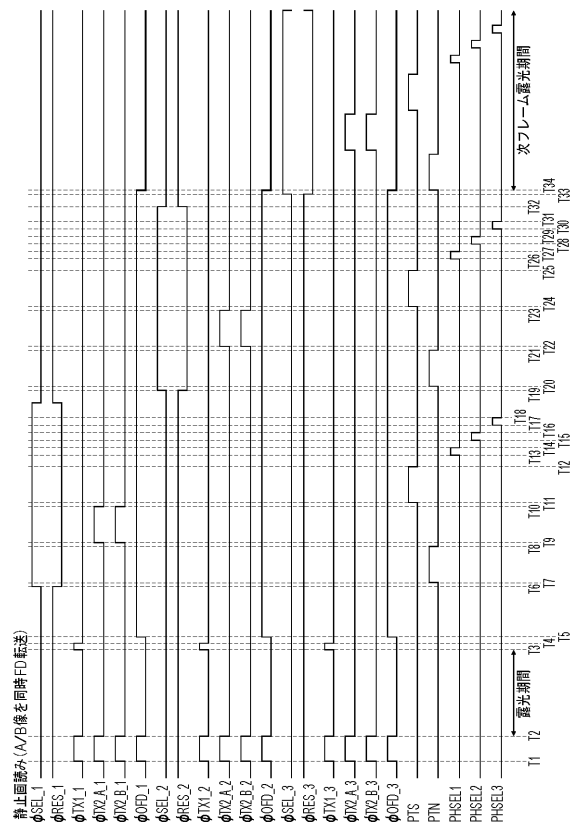 静止画読み(A/B像を同時FD転送)
ΦSEL_1
ΦRES_1
ΦTX1_1
ΦTX2_A_1
ΦTX2_B_1
ΦOFD_1
ΦSEL_2
ΦRES_2
ΦTX1_2
ΦTX2_A_2
ΦTX2_B_2
ΦOFD_2
ΦSEL_3
ΦRES_3
ΦTX1_3
ΦTX2_A_3
ΦTX2_B_3
ΦOFD_3
PTS
PTN
PHSEL1
PHSEL2
PHSEL3
T1
T2
露光期間
T3
T4
T5
T6
T7
T8
T9
T10
T11
T12
T13
T14
T15
T16
T17
T18
T19
T20
T21
T22
T23
T24
T25
T26
T27
T28
T29
T30
T31
T32
T33
T34
次フレーム露光期間